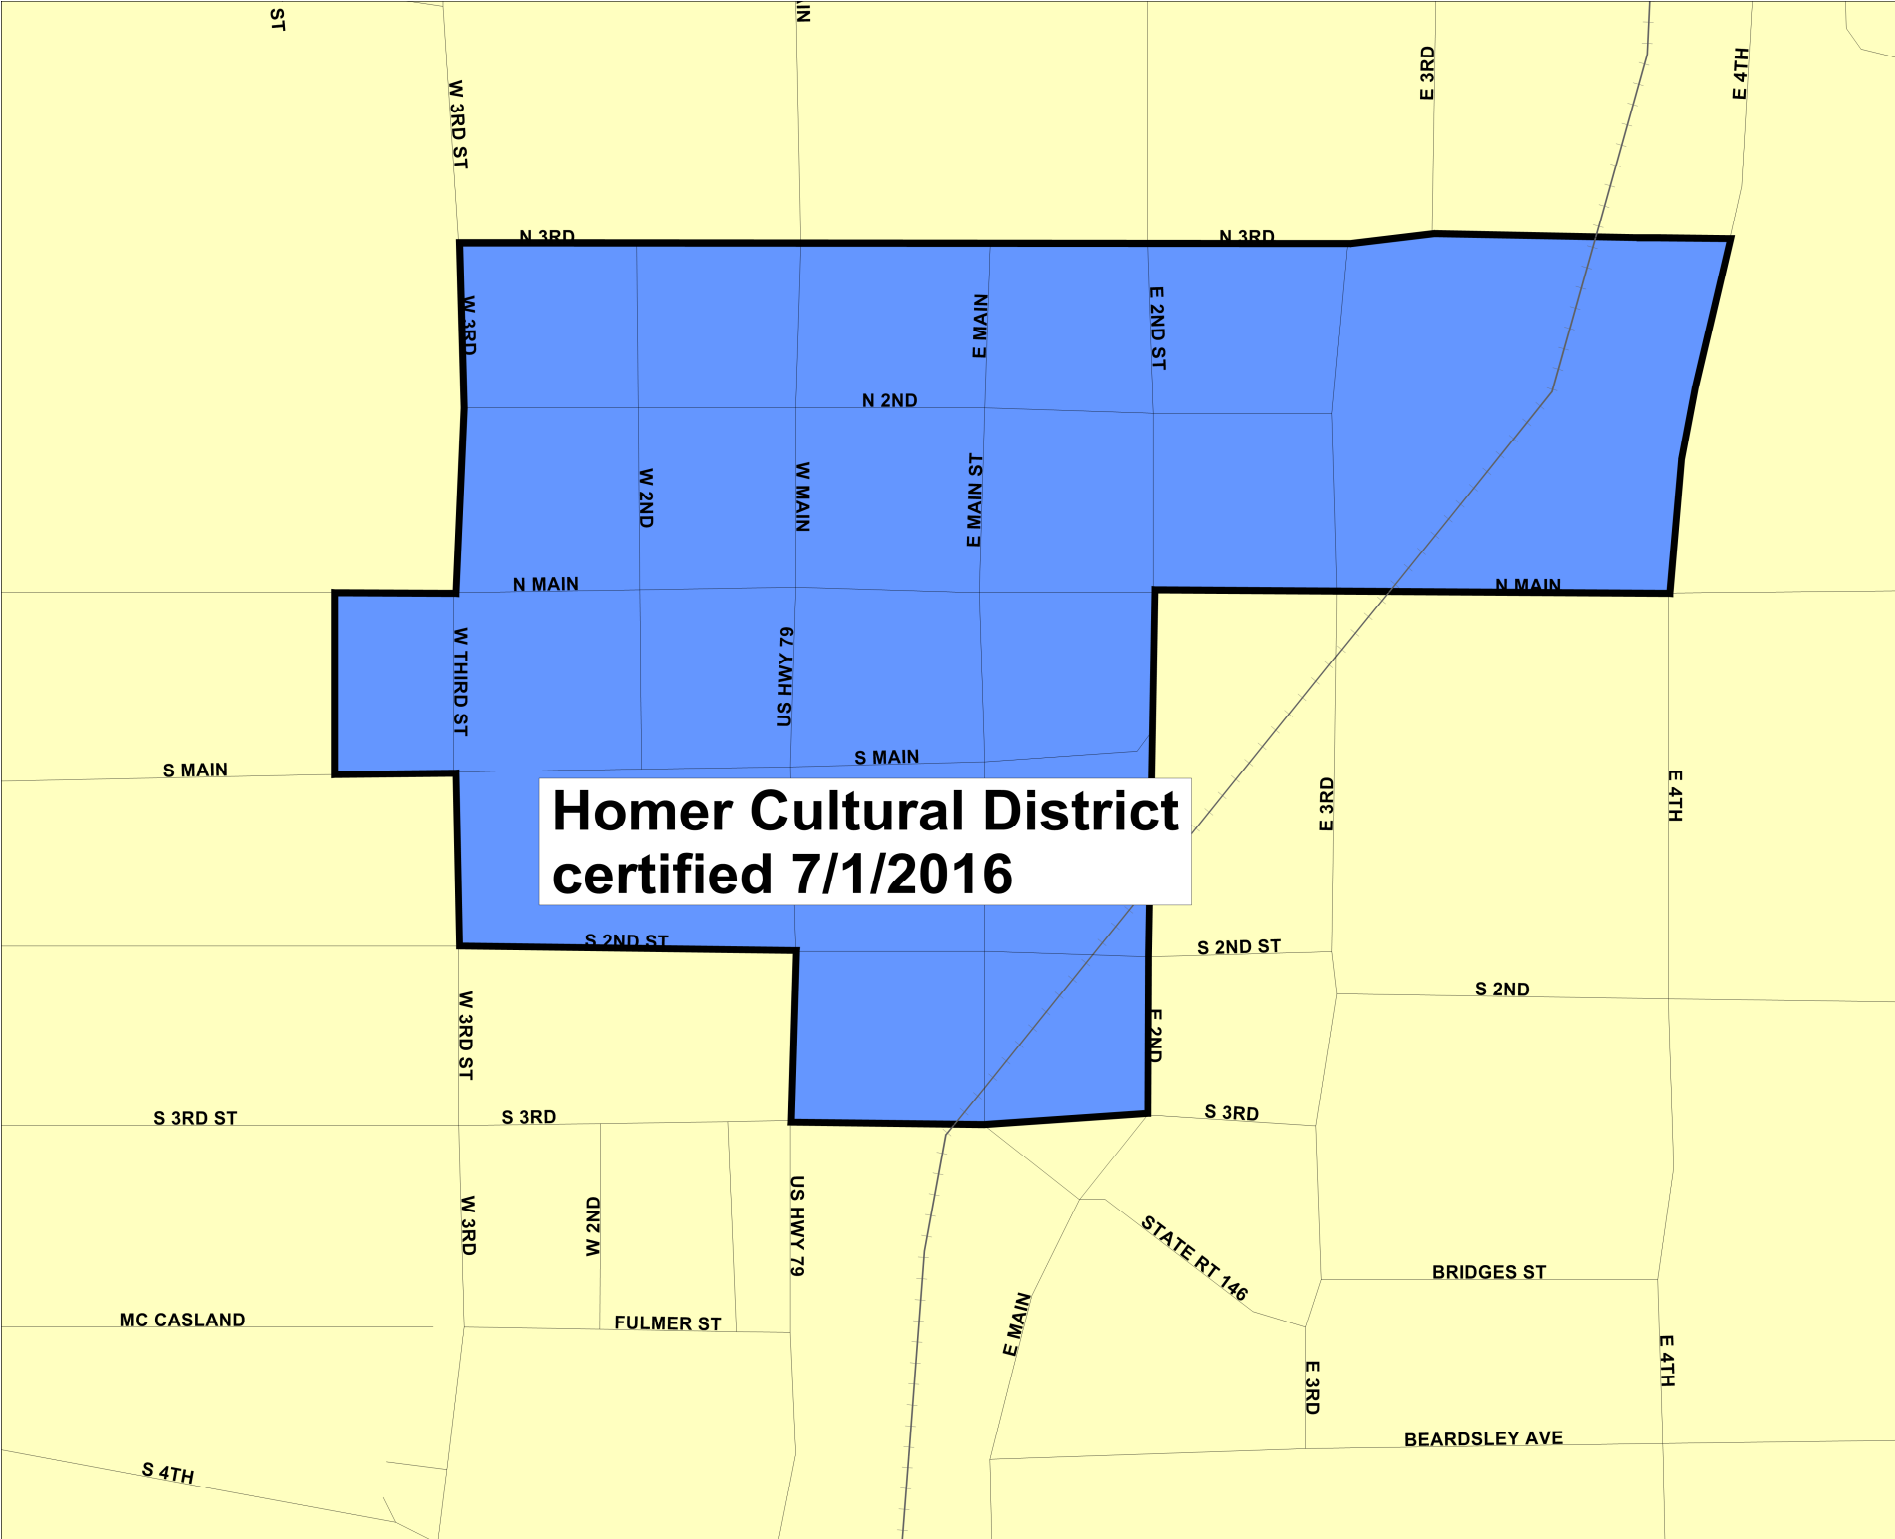 ST
IN
E 3RD
E 4TH
W 3RD ST
N 3RD
N 3RD
W 3RD
E MAIN
E 2ND ST
N 2ND
W 2ND
W MAIN
E MAIN ST
N MAIN
N MAIN
W THIRD ST
US HWY 79
S MAIN
S MAIN
E 3RD
E 4TH
Homer Cultural District
certified 7/1/2016
S 2ND ST
S 2ND ST
S 2ND
W 3RD ST
E 2ND
S 3RD ST
S 3RD
S 3RD
W 3RD
W 2ND
US HWY 79
STATE RT 146
BRIDGES ST
MC CASLAND
FULMER ST
E MAIN
E 3RD
E 4TH
BEARDSLEY AVE
S 4TH